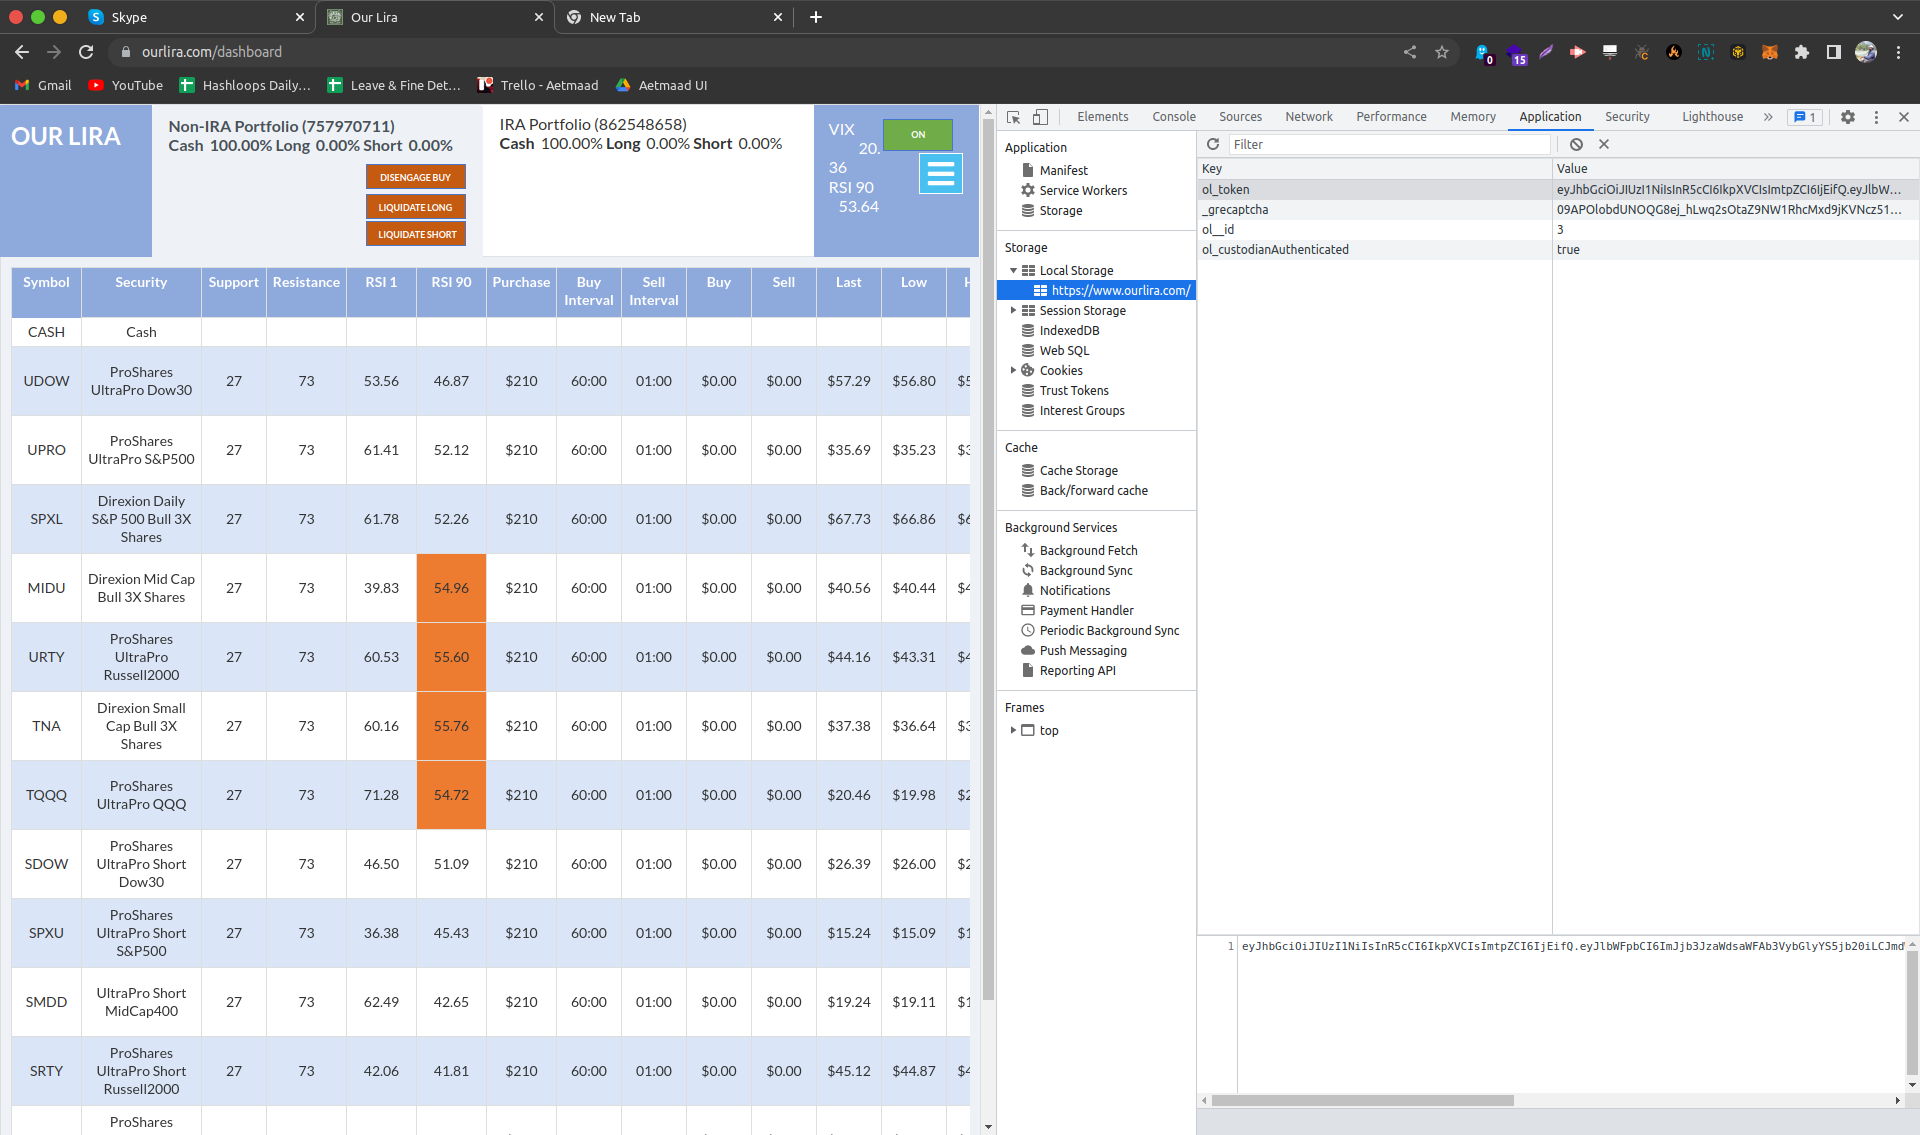 Skype
Our Lira
New Tab
ourlira.com/dashboard
0
15
Gmail
YouTube
Hashloops Daily...
Leave & Fine Det...
Trello - Aetmaad
Aetmaad UI
OUR LIRA
Non-IRA Portfolio (757970711)
Cash 100.00% Long 0.00% Short 0.00%
DISENGAGE BUY
LIQUIDATE LONG
LIQUIDATE SHORT
IRA Portfolio (862548658)
Cash 100.00% Long 0.00% Short 0.00%
VIX
20.
36
RSI 90
53.64
ON
Symbol Security Support Resistance RSI 1 RSI 90 Purchase Buy Interval Sell Interval Buy Sell Last Low
CASH Cash
UDOW ProShares UltraPro Dow30 27 73 53.56 46.87 $210 60:00 01:00 $0.00 $0.00 $57.29 $56.80
UPRO ProShares UltraPro S&P500 27 73 61.41 52.12 $210 60:00 01:00 $0.00 $0.00 $35.69 $35.23
SPXL Direxion Daily S&P 500 Bull 3X Shares 27 73 61.78 52.26 $210 60:00 01:00 $0.00 $0.00 $67.73 $66.86
MIDU Direxion Mid Cap Bull 3X Shares 27 73 39.83 54.96 $210 60:00 01:00 $0.00 $0.00 $40.56 $40.44
URTY ProShares UltraPro Russell2000 27 73 60.53 55.60 $210 60:00 01:00 $0.00 $0.00 $44.16 $43.31
TNA Direxion Small Cap Bull 3X Shares 27 73 60.16 55.76 $210 60:00 01:00 $0.00 $0.00 $37.38 $36.64
TQQQ ProShares UltraPro QQQ 27 73 71.28 54.72 $210 60:00 01:00 $0.00 $0.00 $20.46 $19.98
SDOW ProShares UltraPro Short Dow30 27 73 46.50 51.09 $210 60:00 01:00 $0.00 $0.00 $26.39 $26.00
SPXU ProShares UltraPro Short S&P500 27 73 36.38 45.43 $210 60:00 01:00 $0.00 $0.00 $15.24 $15.09
SMDD UltraPro Short MidCap400 27 73 62.49 42.65 $210 60:00 01:00 $0.00 $0.00 $19.24 $19.11
SRTY ProShares UltraPro Short Russell2000 27 73 42.06 41.81 $210 60:00 01:00 $0.00 $0.00 $45.12 $44.87
ProShares
Elements Console Sources Network Performance Memory Application Security Lighthouse 1
Application
Manifest
Service Workers
Storage
Storage
Local Storage
https://www.ourlira.com/
Session Storage
IndexedDB
Web SQL
Cookies
Trust Tokens
Interest Groups
Cache
Cache Storage
Back/forward cache
Background Services
Background Fetch
Background Sync
Notifications
Payment Handler
Periodic Background Sync
Push Messaging
Reporting API
Frames
top
Filter
Key Value
ol_token eyJhbGciOiJIUzI1NiIsInR5cCI6IkpXVCIsImtpZCI6IjEifQ.eyJlbW...
_grecaptcha 09APOlobdUNOQG8ej_hLwq2sOtaZ9NW1RhcMxd9jKVNcz51...
ol__id 3
ol_custodianAuthenticated true
1 eyJhbGciOiJIUzI1NiIsInR5cCI6IkpXVCIsImtpZCI6IjEifQ.eyJlbWFpbCI6ImJjb3JzaWdsaWFAb3VybGlyYS5jb20iLCJmd